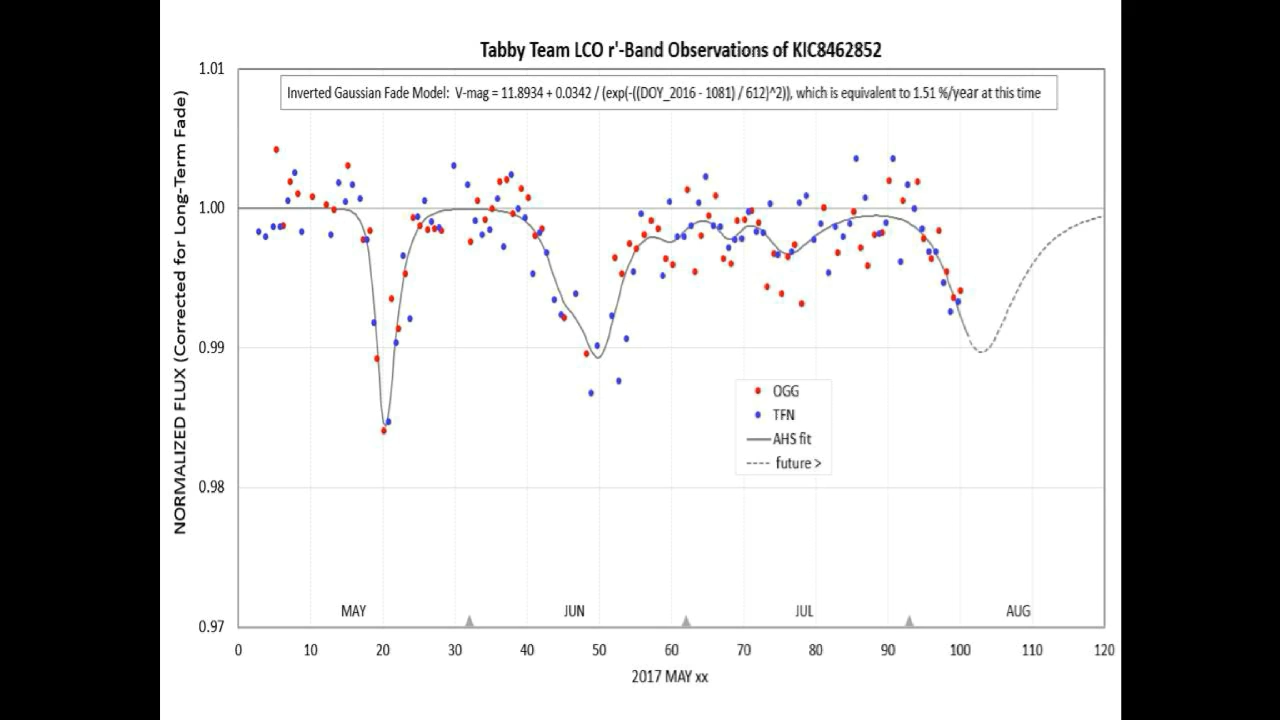 Tabby Team LCO r'-Band Observations of KIC8462852
Inverted Gaussian Fade Model: V-mag = 11.8934 + 0.0342 / (exp(-((DOY_2016 - 1081) / 612)^2)), which is equivalent to 1.51 %/year at this time
NORMALIZED FLUX (Corrected for Long-Term Fade)
1.01
1.00
0.99
0.98
0.97
OGG
TFN
AHS fit
future >
MAY JUN JUL AUG
0 10 20 30 40 50 60 70 80 90 100 110 120
2017 MAY xx